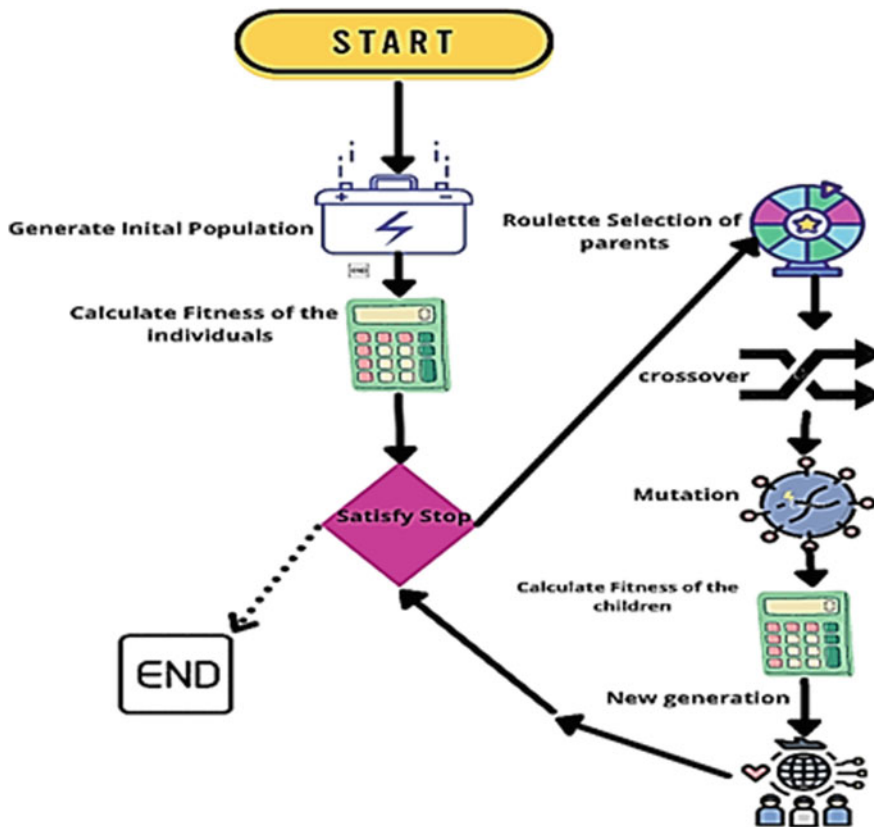 START
Generate Inital Population
END
Calculate Fitness of the
individuals
Satisfy Stop
END
Roulette Selection of
parents
crossover
Mutation
Calculate Fitness of the
children
New generation